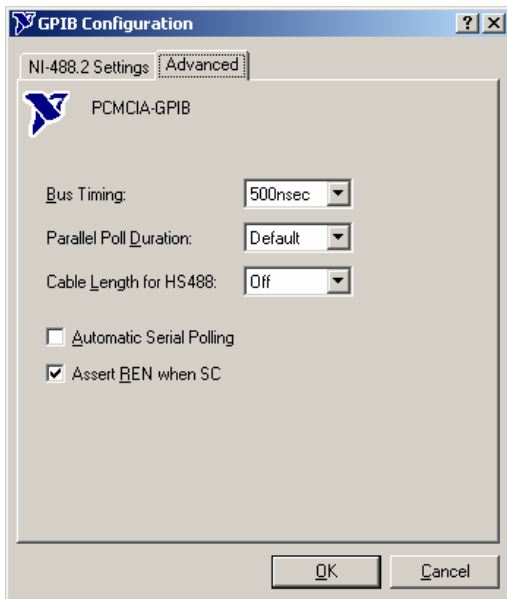 GPIB Configuration
NI-488.2 Settings Advanced
PCMCIA-GPIB
Bus Timing: 500nsec
Parallel Poll Duration: Default
Cable Length for HS488: Off
Automatic Serial Polling
Assert REN when SC
OK Cancel